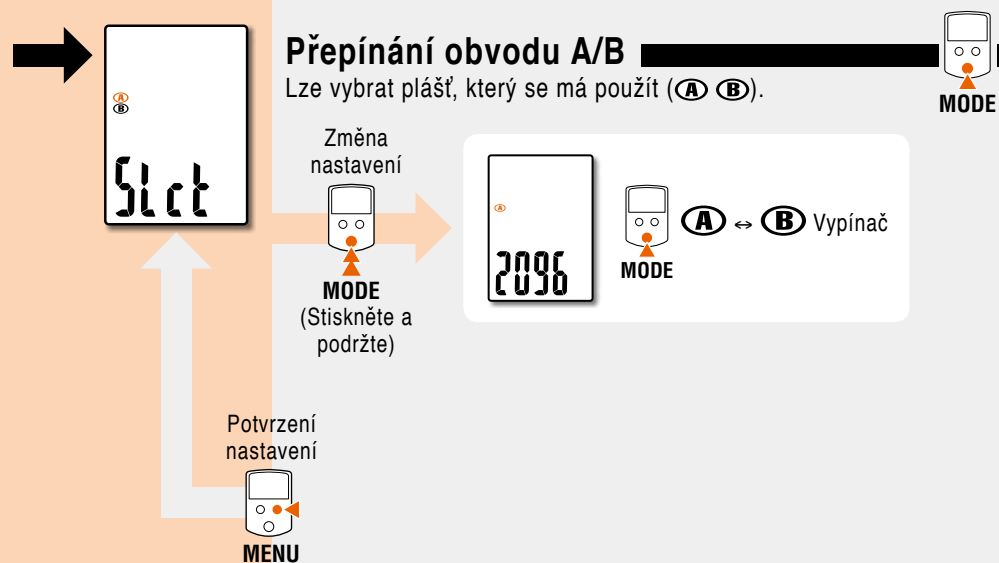 Přepínání obvodu A/B
Lze vybrat plášť, který se má použít (Ⓐ Ⓑ).
MODE
Ⓐ
Ⓑ
Slct
Změna
nastavení
MODE
(Stiskněte a
podržte)
Ⓐ
2096
MODE
Ⓐ ↔ Ⓑ Vypínač
Potvrzení
nastavení
MENU